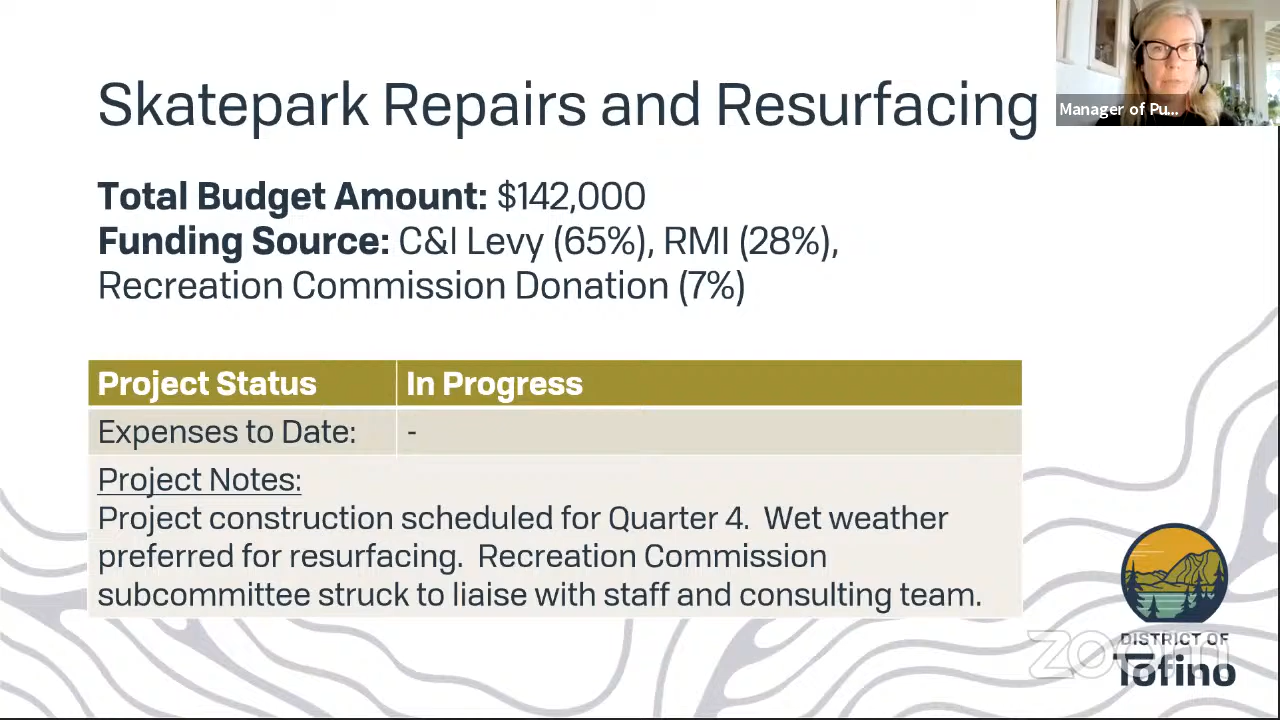 Skatepark Repairs and Resurfacing
Manager of Pu...
Total Budget Amount: $142,000
Funding Source: C&I Levy (65%), RMI (28%),
Recreation Commission Donation (7%)
Project Status In Progress
Expenses to Date: -
Project Notes:
Project construction scheduled for Quarter 4. Wet weather
preferred for resurfacing. Recreation Commission
subcommittee struck to liaise with staff and consulting team.
DISTRICT OF
zoom
Tofino